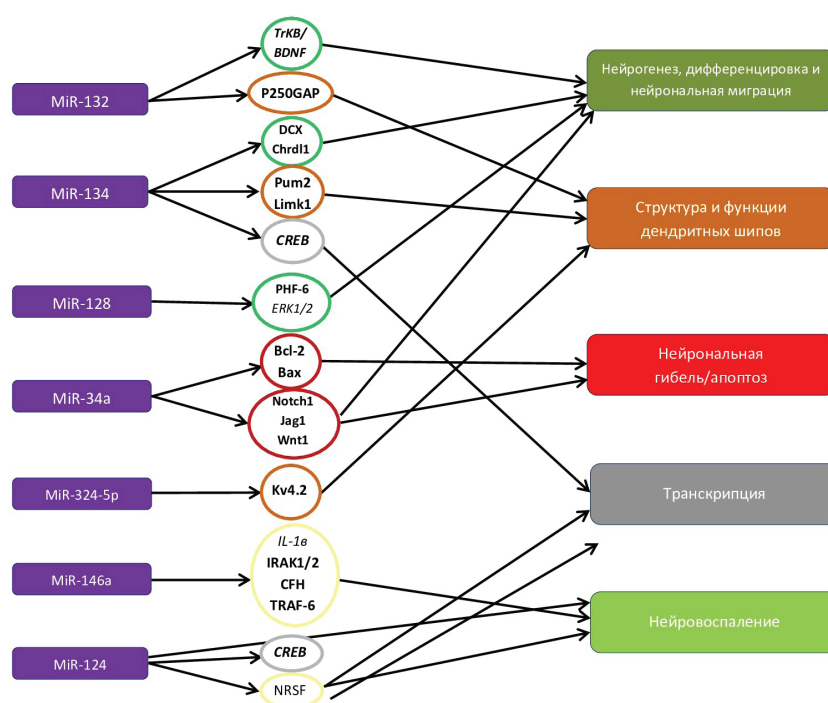 MiR-132
MiR-134
MiR-128
MiR-34a
MiR-324-5p
MiR-146a
MiR-124
TrKB/
BDNF
P250GAP
DCX
Chrdl1
Pum2
Limk1
CREB
PHF-6
ERK1/2
Bcl-2
Bax
Notch1
Jag1
Wnt1
Kv4.2
IL-1в
IRAK1/2
CFH
TRAF-6
CREB
NRSF
Нейрогенез, дифференцировка и
нейрональная миграция
Структура и функции
дендритных шипов
Нейрональная
гибель/апоптоз
Транскрипция
Нейровоспаление